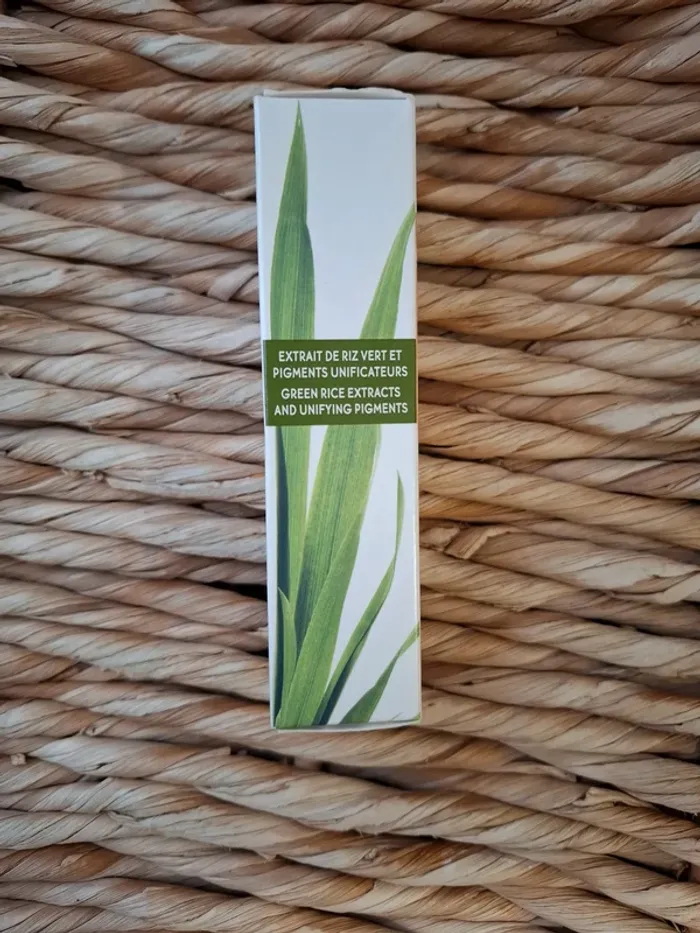 EXTRAIT DE RIZ VERT ET
PIGMENTS UNIFICATEURS
GREEN RICE EXTRACTS
AND UNIFYING PIGMENTS